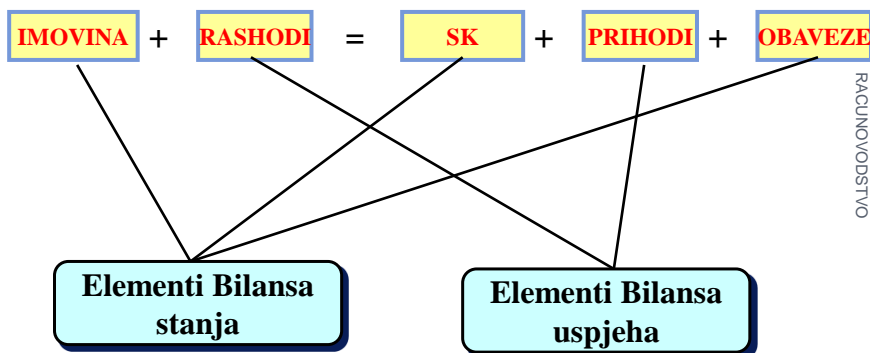 IMOVINA + RASHODI = SK + PRIHODI + OBAVEZE
RACUNOVODSTVO
Elementi Bilansa
stanja
Elementi Bilansa
uspjeha